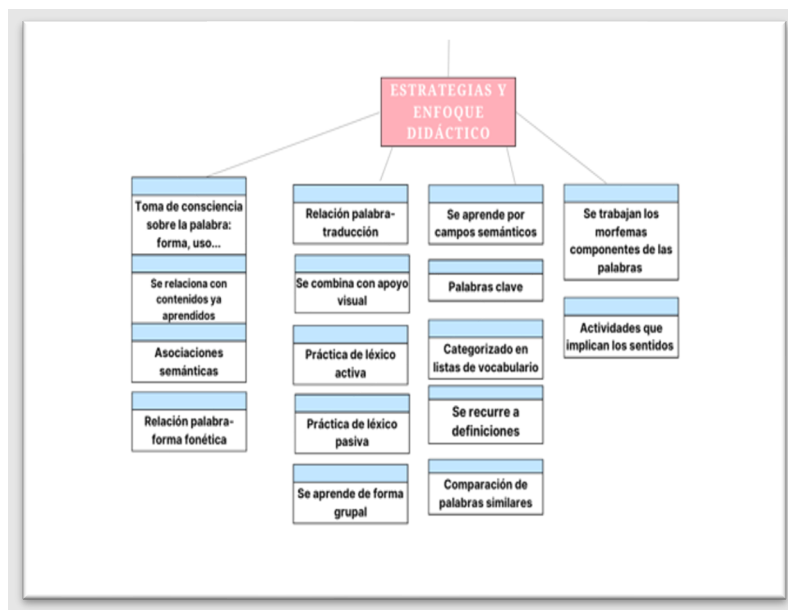 ESTRATEGIAS Y
ENFOQUE
DIDÁCTICO
Toma de consciencia
sobre la palabra:
forma, uso...
Se relaciona con
contenidos ya
aprendidos
Asociaciones
semánticas
Relación palabra-
forma fonética
Relación palabra-
traducción
Se combina con apoyo
visual
Práctica de léxico
activa
Práctica de léxico
pasiva
Se aprende de forma
grupal
Se aprende por
campos semánticos
Palabras clave
Categorizado en
listas de vocabulario
Se recurre a
definiciones
Comparación de
palabras similares
Se trabajan los
morfemas
componentes de las
palabras
Actividades que
implican los sentidos